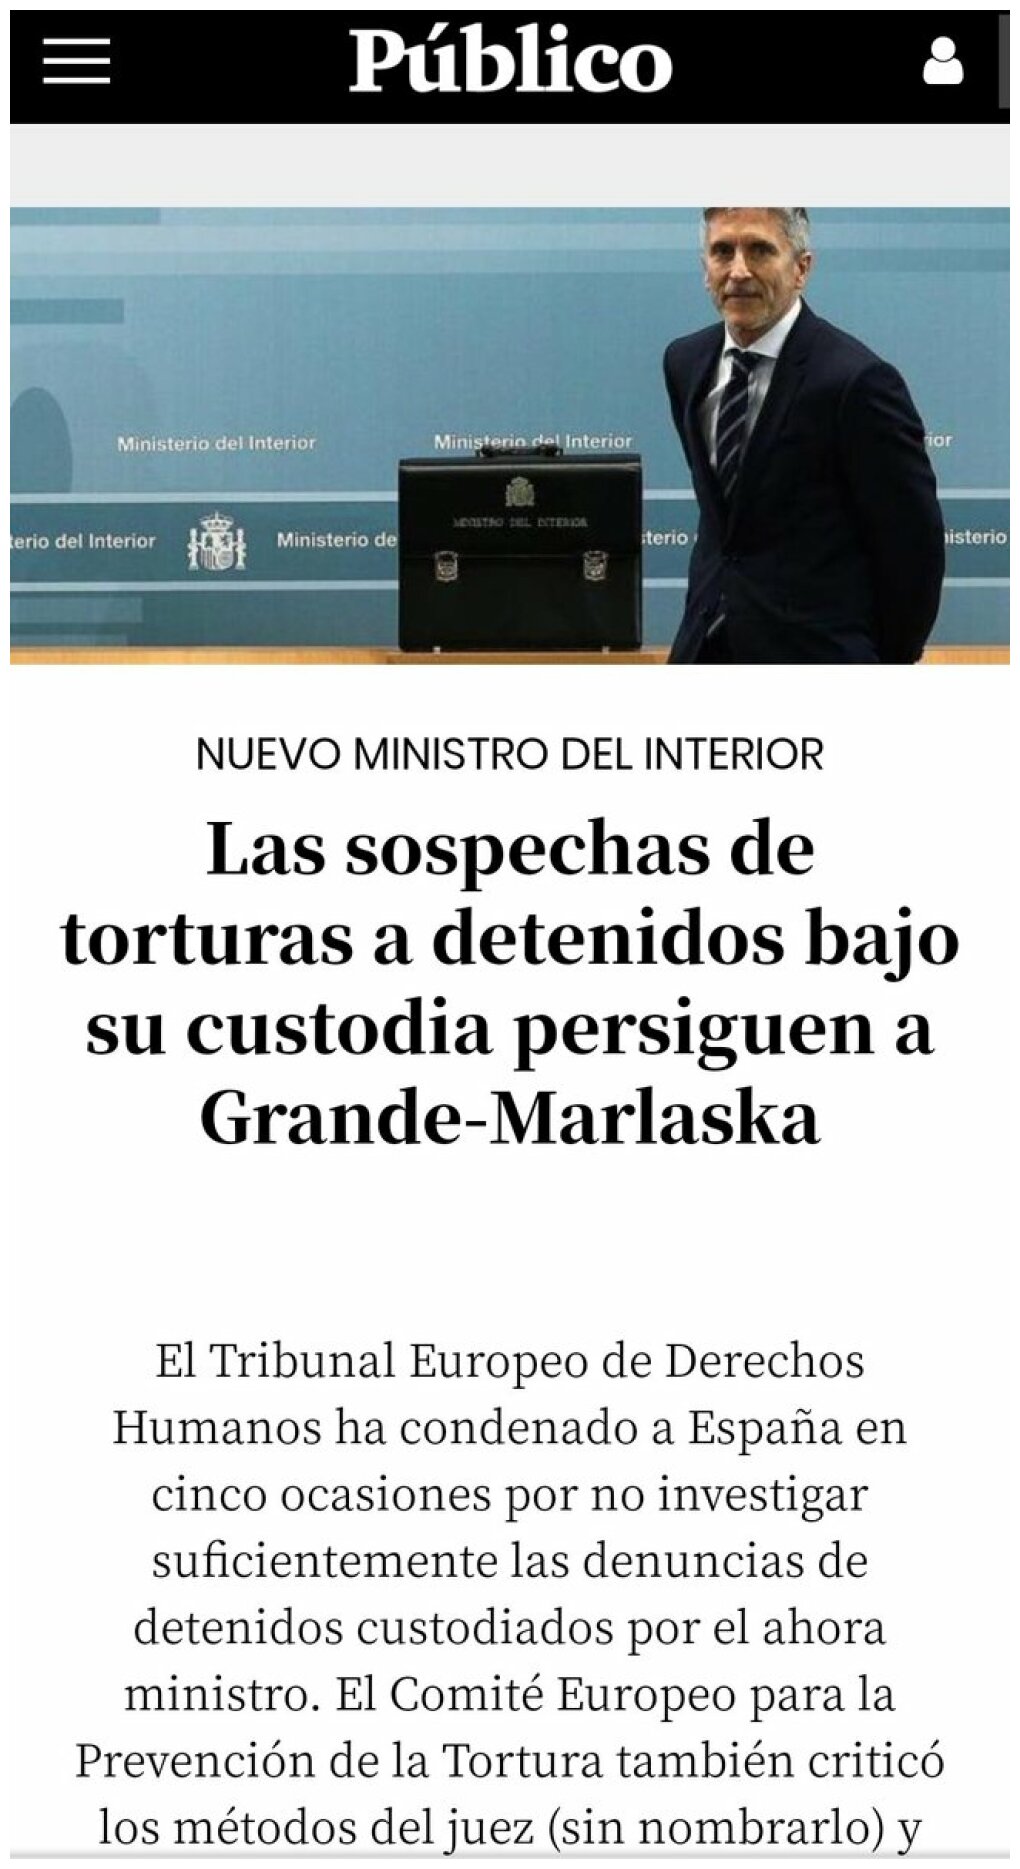 Público
Ministerio del Interior
Ministerio del Interior
rior
MINISTRO DEL INTERIOR
terio del Interior
Ministerio de
sterio
nisterio
NUEVO MINISTRO DEL INTERIOR
Las sospechas de
torturas a detenidos bajo
su custodia persiguen a
Grande-Marlaska
El Tribunal Europeo de Derechos
Humanos ha condenado a España en
cinco ocasiones por no investigar
suficientemente las denuncias de
detenidos custodiados por el ahora
ministro. El Comité Europeo para la
Prevención de la Tortura también criticó
los métodos del juez (sin nombrarlo) y